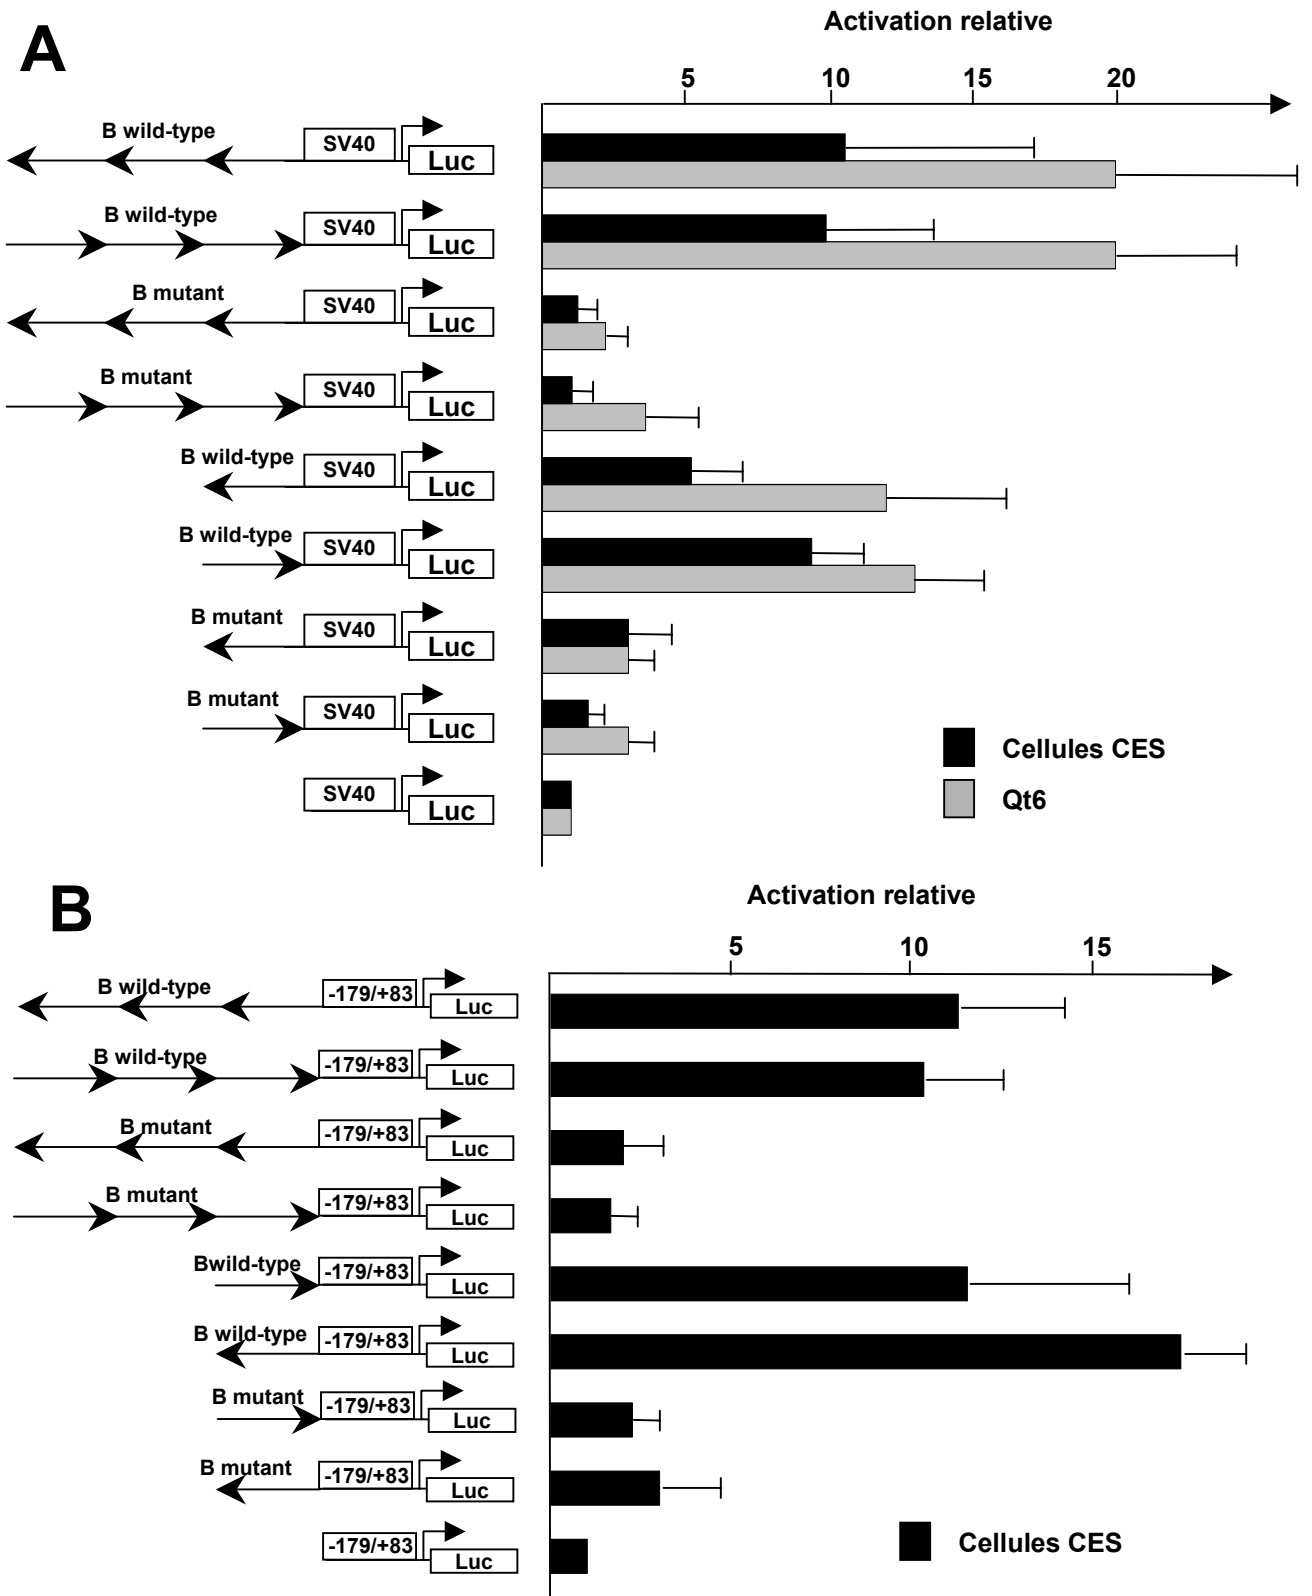 A
Activation relative
5 10 15 20
B wild-type SV40 Luc
B wild-type SV40 Luc
B mutant SV40 Luc
B mutant SV40 Luc
B wild-type SV40 Luc
B wild-type SV40 Luc
B mutant SV40 Luc
B mutant SV40 Luc
SV40 Luc
Cellules CES
Qt6
B
Activation relative
5 10 15
B wild-type -179/+83 Luc
B wild-type -179/+83 Luc
B mutant -179/+83 Luc
B mutant -179/+83 Luc
Bwild-type -179/+83 Luc
B wild-type -179/+83 Luc
B mutant -179/+83 Luc
B mutant -179/+83 Luc
-179/+83 Luc
Cellules CES